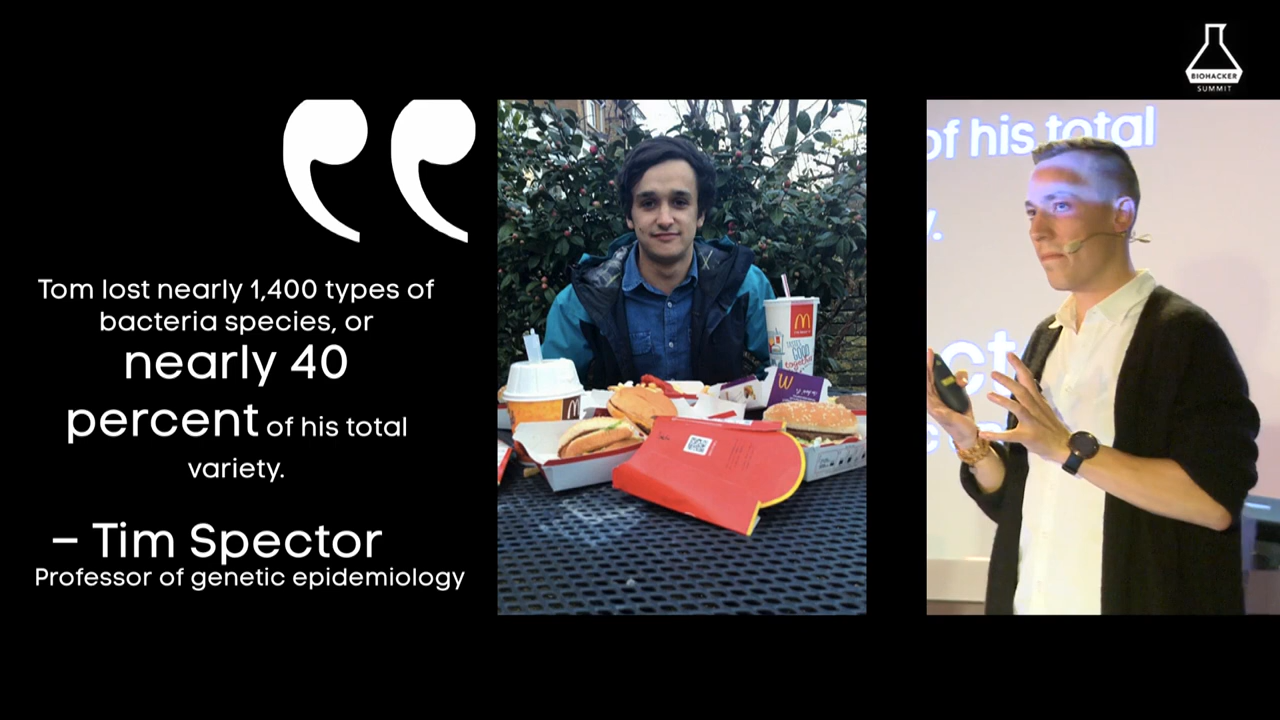 BIOHACKER
SUMMIT
Tom lost nearly 1,400 types of
bacteria species, or
nearly 40
percent of his total
variety.
– Tim Spector
Professor of genetic epidemiology
of his total